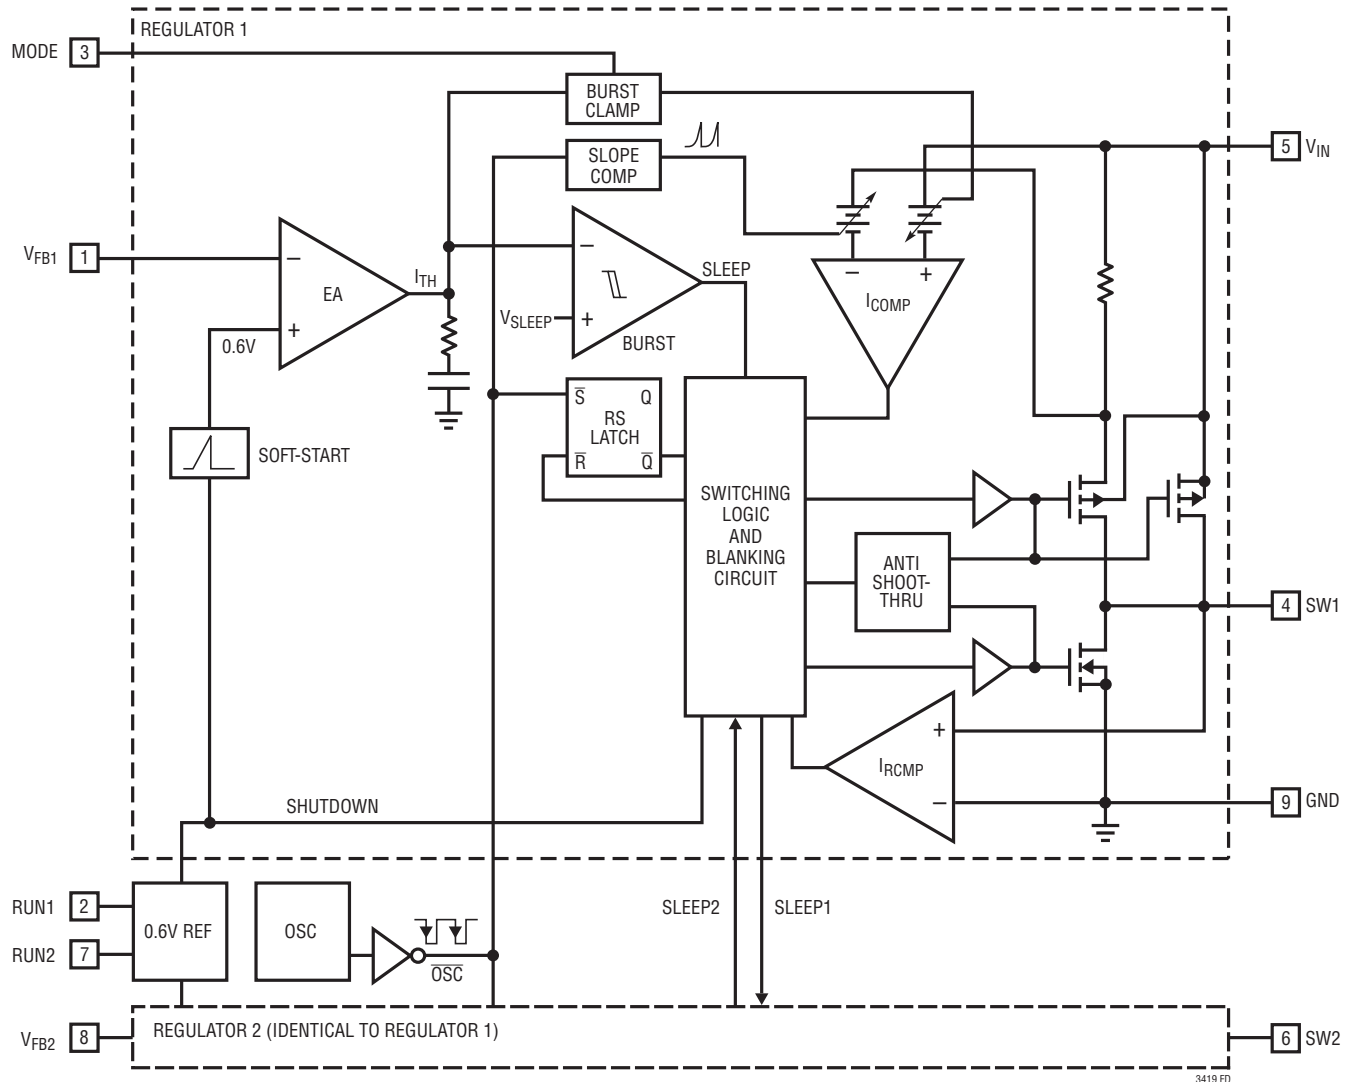 REGULATOR 1
MODE 3
BURST
CLAMP
SLOPE
COMP
5 VIN
VFB1 1
−
EA
+
ITH
0.6V
−
VSLEEP
+
BURST
SLEEP
−
+
ICOMP
S̅ Q
RS
LATCH
R̅ Q̅
SOFT-START
SWITCHING
LOGIC
AND
BLANKING
CIRCUIT
ANTI
SHOOT-
THRU
4 SW1
+
IRCMP
−
9 GND
SHUTDOWN
RUN1 2
RUN2 7
0.6V REF
OSC
O̅S̅C̅
SLEEP2
SLEEP1
VFB2 8
REGULATOR 2 (IDENTICAL TO REGULATOR 1)
6 SW2
3419 FD